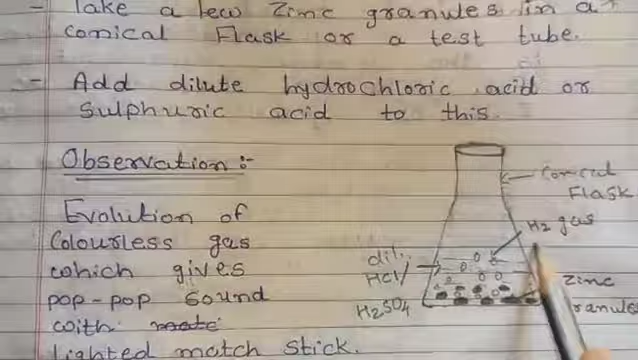 - Take a few Zinc granules in a
conical Flask or a test tube.
- Add dilute hydrochloric acid or
sulphuric acid to this.
Observation :-
Evolution of
Colourless gas
which gives
pop-pop sound
with
lighted match stick.
Conical
Flask
H2 gas
dil.
HCl/
H2SO4
Zinc
Granules